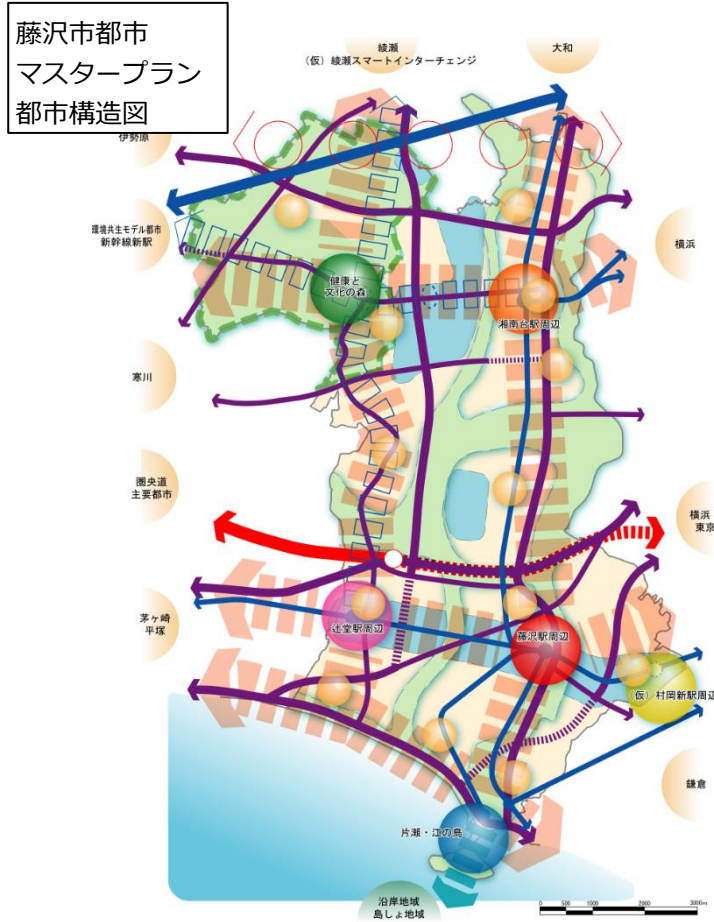 藤沢市都市
マスタープラン
都市構造図
綾瀬
(仮)綾瀬スマートインターチェンジ
大和
伊勢原
環境共生モデル都市
新幹線新駅
横浜
健康と
文化の森
湘南台駅周辺
寒川
圏央道
主要都市
横浜
東京
茅ヶ崎
平塚
辻堂駅周辺
藤沢駅周辺
(仮)村岡新駅周辺
鎌倉
片瀬・江の島
沿岸地域
島しょ地域
0 500 1000 2000 3000m